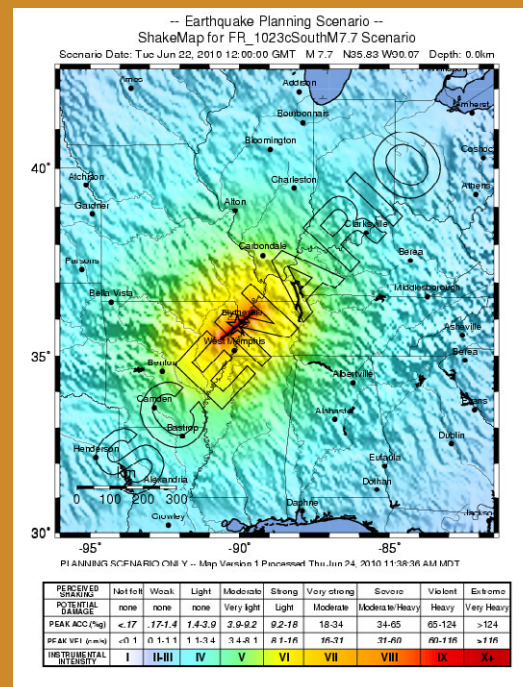 -- Earthquake Planning Scenario --
ShakeMap for FR_1023cSouthM7.7 Scenario
Scenario Date: Tue Jun 22, 2010 12:00:00 GMT M 7.7 N35.83 W90.07 Depth: 0.0km
Ames
Addison
Amherst
Bourbonnais
Bloomington
40°
Atchison
Charleston
Athens
Gardner
Alton
Clarksville
Carbondale
Parsons
Berea
Bella Vista
Middlesborough
Blytheville
Asheville
35°
West Memphis
Benton
Berea
Albertville
Camden
Evans
Alabaster
Bastrop
Dublin
Henderson
Eufaula
km
Alexandria
Dothan
0 100 200 300
Daphne
Crowley
Jackson
30°
-95° -90° -85°
SCENARIO
PLANNING SCENARIO ONLY -- Map Version 1 Processed Thu Jun 24, 2010 11:38:36 AM MDT
PERCEIVED SHAKING Not felt Weak Light Moderate Strong Very strong Severe Violent Extreme
POTENTIAL DAMAGE none none none Very light Light Moderate Moderate/Heavy Heavy Very Heavy
PEAK ACC.(%g) <.17 .17-1.4 1.4-3.9 3.9-9.2 9.2-18 18-34 34-65 65-124 >124
PEAK VEL.(cm/s) <0.1 0.1-1.1 1.1-3.4 3.4-8.1 8.1-16 16-31 31-60 60-116 >116
INSTRUMENTAL INTENSITY I II-III IV V VI VII VIII IX X+